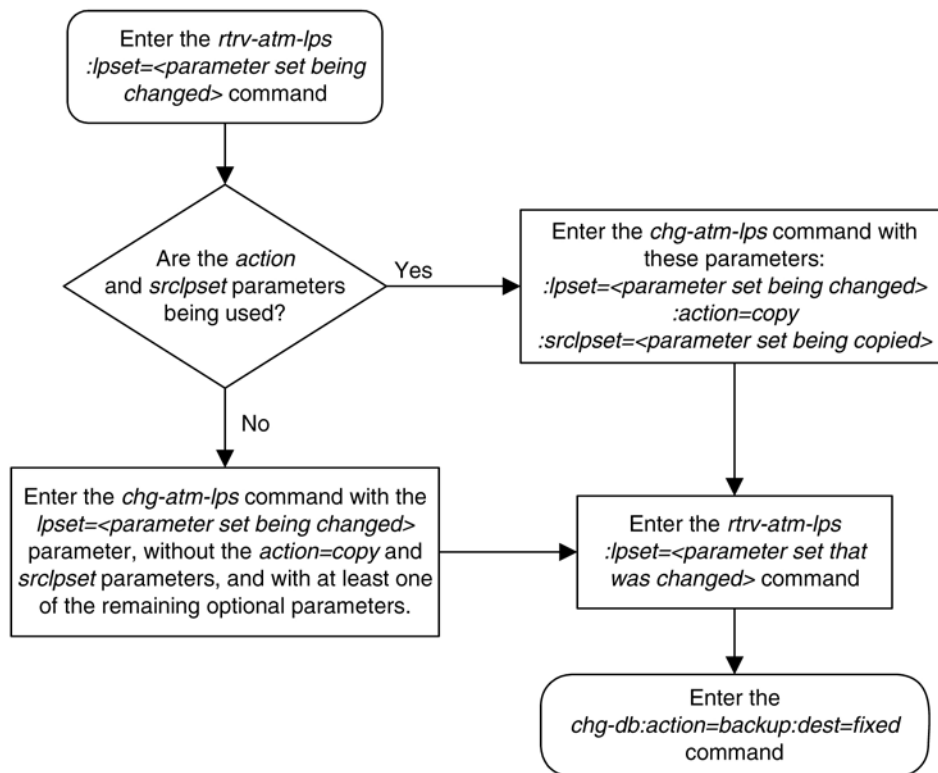 Enter the rtrv-atm-lps
:lpset=<parameter set being
changed> command
Are the action
and srclpset parameters
being used?
Yes
Enter the chg-atm-lps command with
these parameters:
:lpset=<parameter set being changed>
:action=copy
:srclpset=<parameter set being copied>
No
Enter the chg-atm-lps command with the
lpset=<parameter set being changed>
parameter, without the action=copy and
srclpset parameters, and with at least one
of the remaining optional parameters.
Enter the rtrv-atm-lps
:lpset=<parameter set that
was changed> command
Enter the
chg-db:action=backup:dest=fixed
command